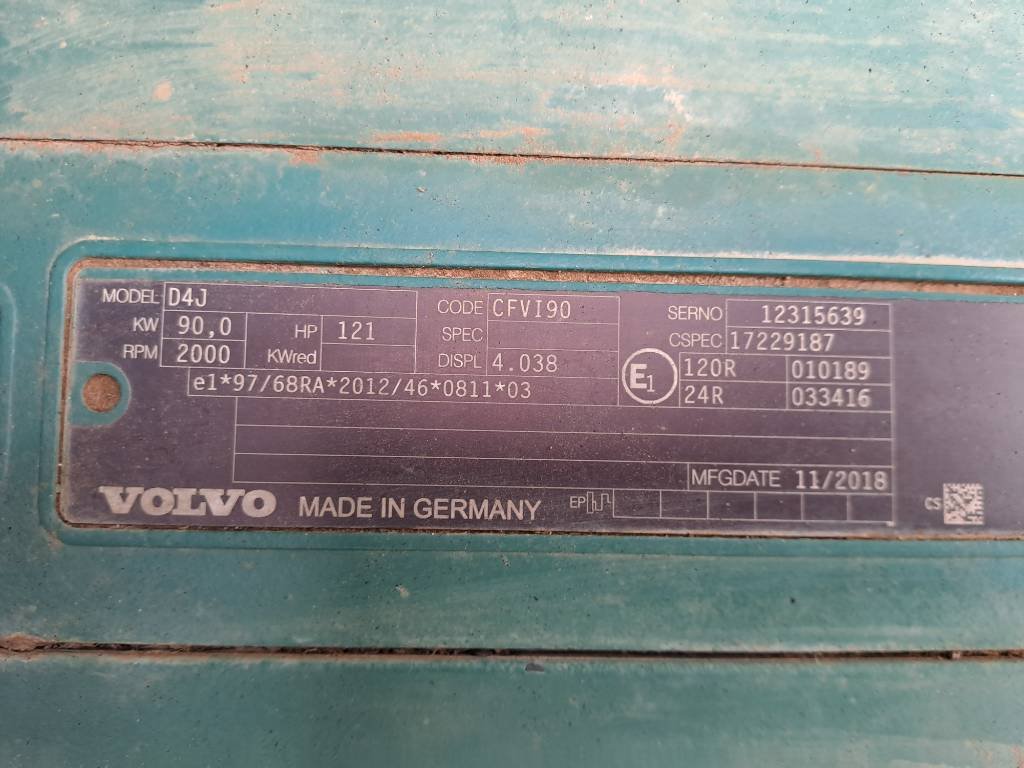 MODEL D4J CODE CFVI90 SERNO 12315639
KW 90,0 HP 121 SPEC CSPEC 17229187
RPM 2000 KWred DISPL 4.038 E1 120R 010189
e1*97/68RA*2012/46*0811*03 24R 033416
MFGDATE 11/2018
VOLVO MADE IN GERMANY EP CS